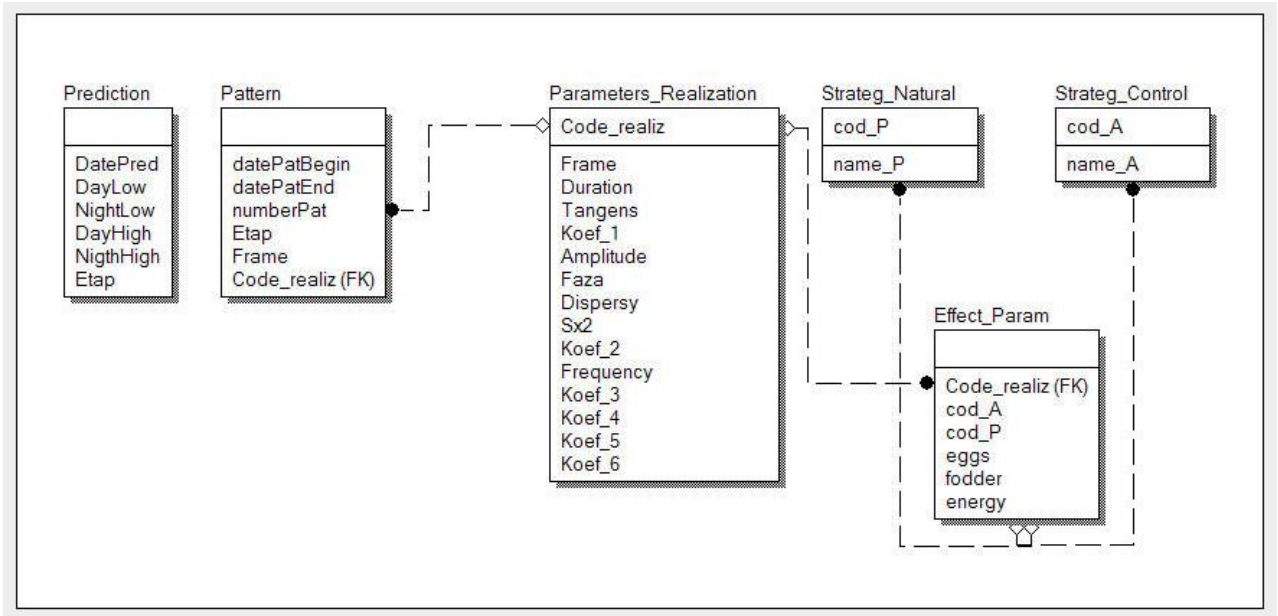 Prediction
DatePred
DayLow
NightLow
DayHigh
NigthHigh
Etap
Pattern
datePatBegin
datePatEnd
numberPat
Etap
Frame
Code_realiz (FK)
Parameters_Realization
Code_realiz
Frame
Duration
Tangens
Koef_1
Amplitude
Faza
Dispersy
Sx2
Koef_2
Frequency
Koef_3
Koef_4
Koef_5
Koef_6
Strateg_Natural
cod_P
name_P
Strateg_Control
cod_A
name_A
Effect_Param
Code_realiz (FK)
cod_A
cod_P
eggs
fodder
energy